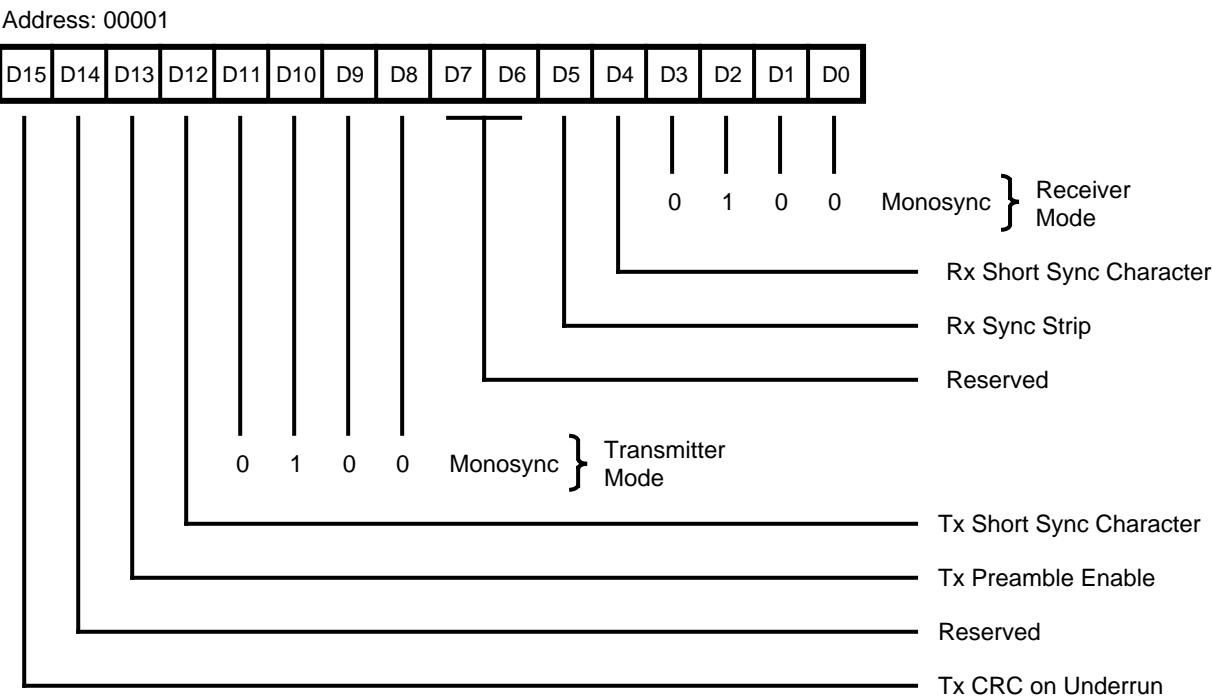 Address: 00001
D15 D14 D13 D12 D11 D10 D9 D8 D7 D6 D5 D4 D3 D2 D1 D0
0 1 0 0 Monosync } Receiver
Mode
Rx Short Sync Character
Rx Sync Strip
Reserved
0 1 0 0 Monosync } Transmitter
Mode
Tx Short Sync Character
Tx Preamble Enable
Reserved
Tx CRC on Underrun